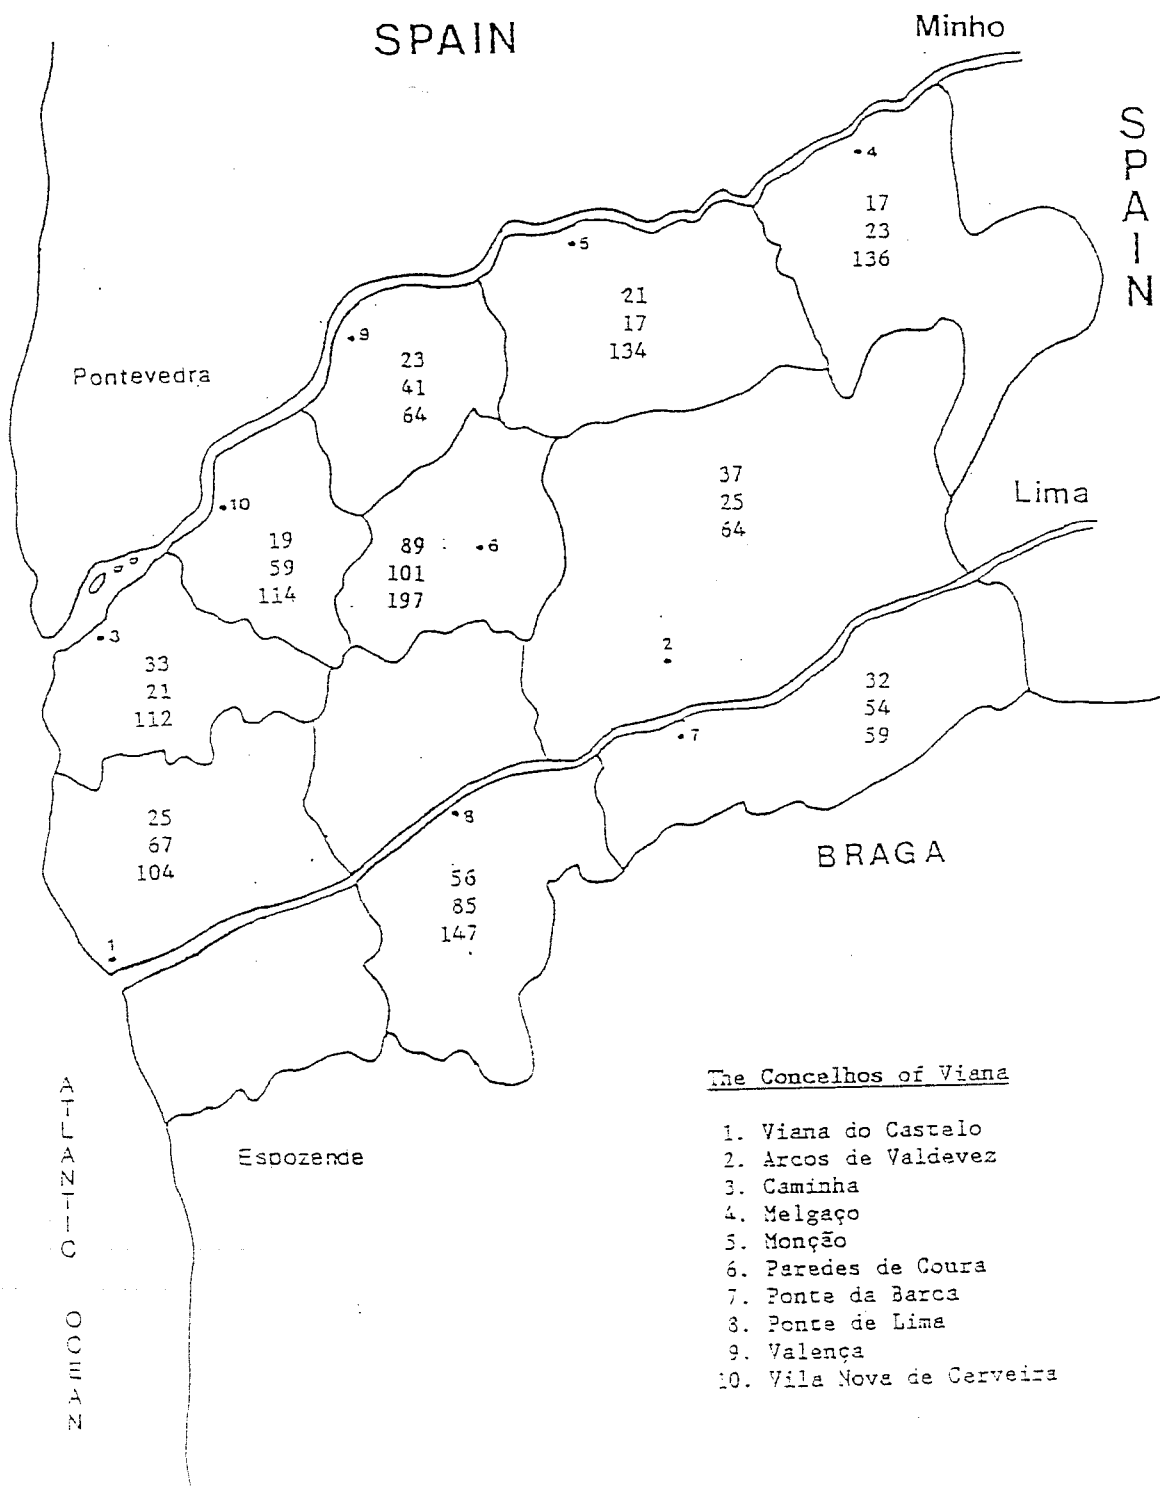 SPAIN
Minho
SPAIN
4
17
23
136
5
21
17
134
9
23
41
64
Pontevedra
37
25
64
Lima
10
19
59
114
89 6
101
197
3
33
21
112
2
32
54
59
7
25
67
104
8
56
85
147
BRAGA
1
ATLANTIC OCEAN
Espozende
The Concelhos of Viana
1. Viana do Castelo
2. Arcos de Valdevez
3. Caminha
4. Melgaço
5. Monção
6. Paredes de Coura
7. Ponte da Barca
8. Ponte de Lima
9. Valença
10. Vila Nova de Cerveira